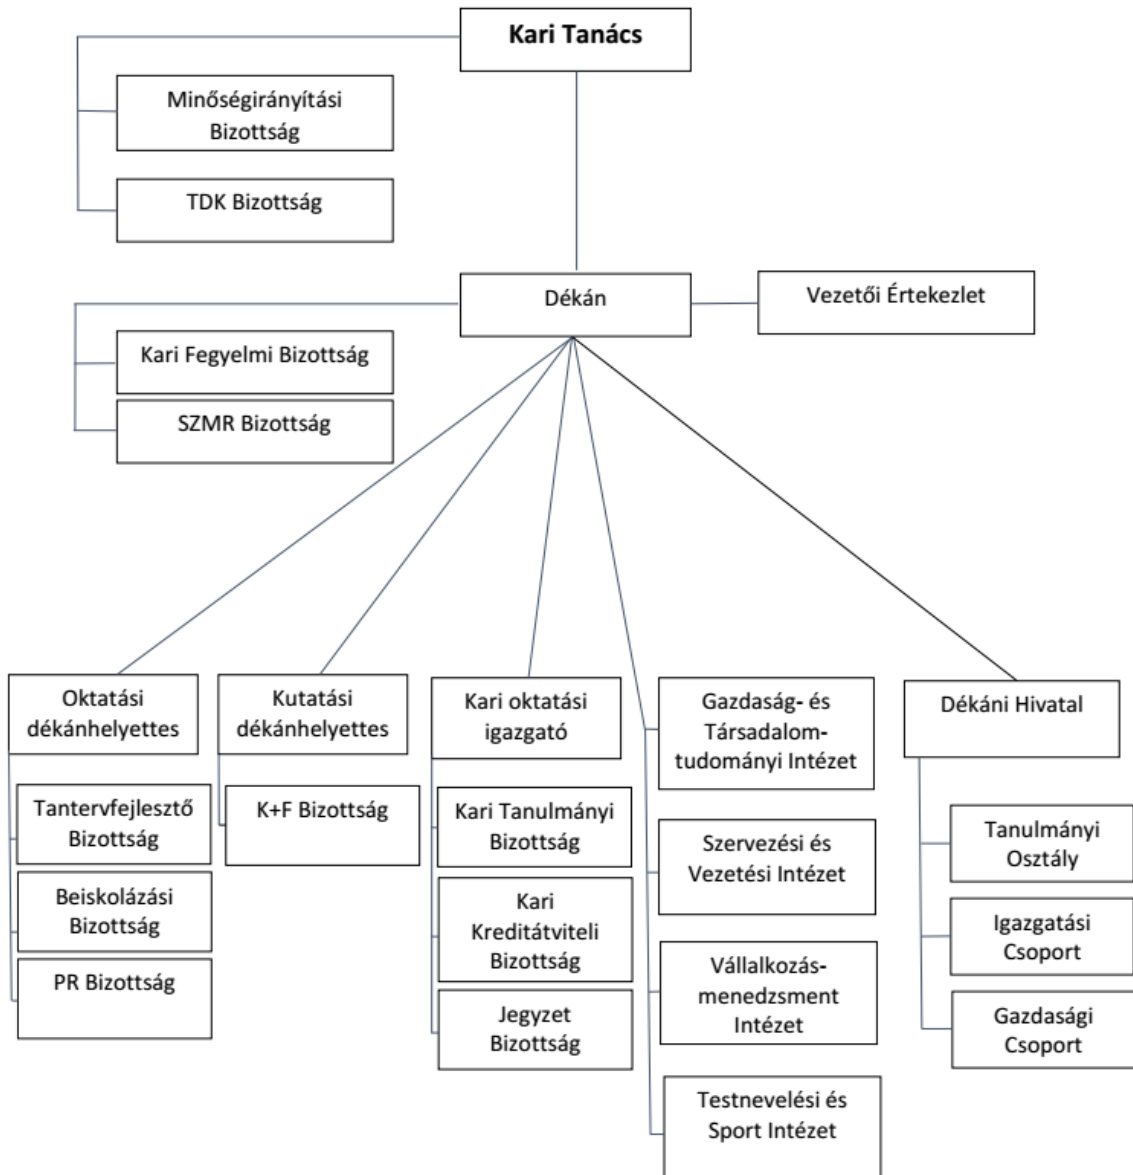 Kari Tanács
Minőségirányítási
Bizottság
TDK Bizottság
Dékán
Vezetői Értekezlet
Kari Fegyelmi Bizottság
SZMR Bizottság
Oktatási
dékánhelyettes
Tantervfejlesztő
Bizottság
Beiskolázási
Bizottság
PR Bizottság
Kutatási
dékánhelyettes
K+F Bizottság
Kari oktatási
igazgató
Kari Tanulmányi
Bizottság
Kari
Kreditátviteli
Bizottság
Jegyzet
Bizottság
Gazdaság- és
Társadalom-
tudományi Intézet
Szervezési és
Vezetési Intézet
Vállalkozás-
menedzsment
Intézet
Testnevelési és
Sport Intézet
Dékáni Hivatal
Tanulmányi
Osztály
Igazgatási
Csoport
Gazdasági
Csoport